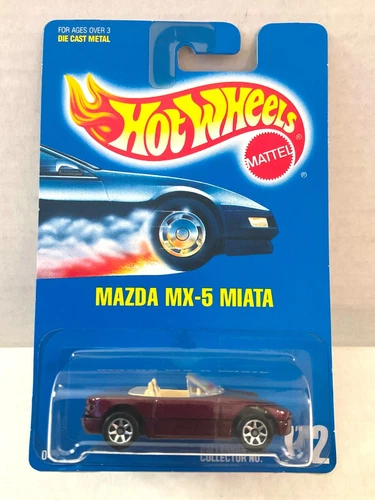 FOR AGES OVER 3
DIE CAST METAL
HOT WHEELS
®
MATTEL
®
MAZDA MX-5 MIATA
COLLECTOR NO.